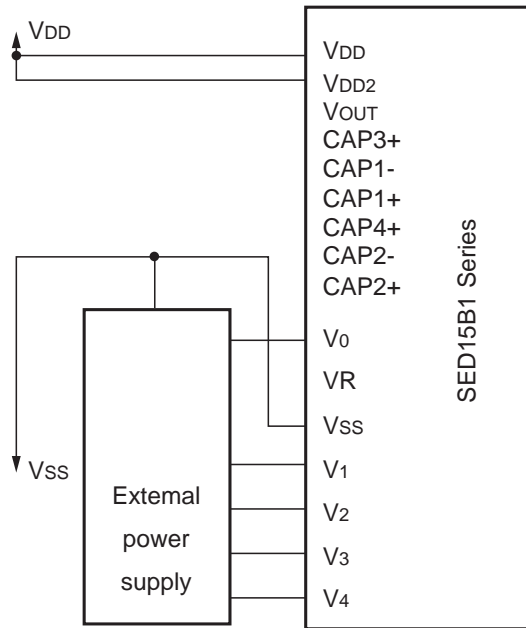 VDD
VDD
VDD2
VOUT
CAP3+
CAP1-
CAP1+
CAP4+
CAP2-
CAP2+
V0
VR
VSS
V1
V2
V3
V4
SED15B1 Series
VSS
External
power
supply